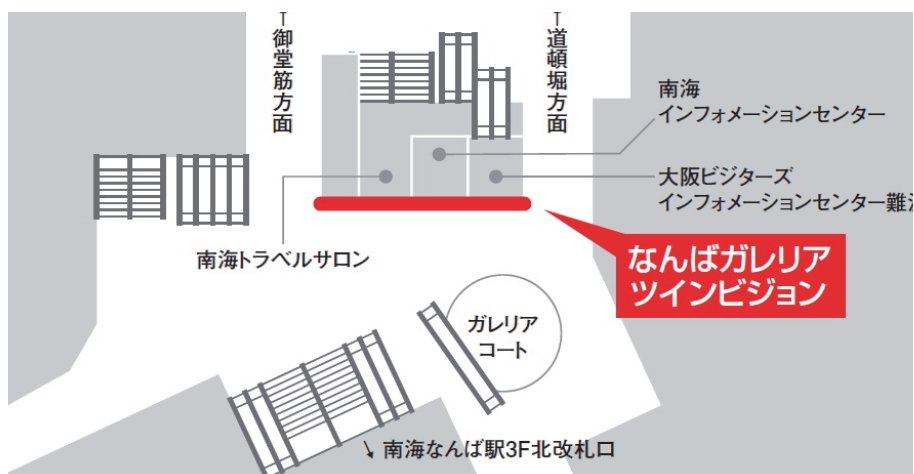 ↑御堂筋方面
↑道頓堀方面
南海
インフォメーションセンター
大阪ビジターズ
インフォメーションセンター難
南海トラベルサロン
なんばガレリア
ツインビジョン
ガレリア
コート
↘ 南海なんば駅3F北改札口